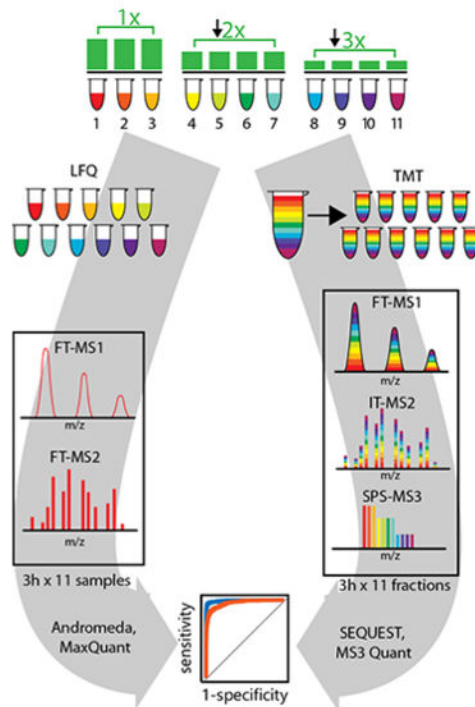 1x
2x
3x
1 2 3 4 5 6 7 8 9 10 11
LFQ
TMT
FT-MS1
m/z
FT-MS2
m/z
3h x 11 samples
Andromeda,
MaxQuant
FT-MS1
m/z
IT-MS2
m/z
SPS-MS3
m/z
3h x 11 fractions
SEQUEST,
MS3 Quant
sensitivity
1-specificity